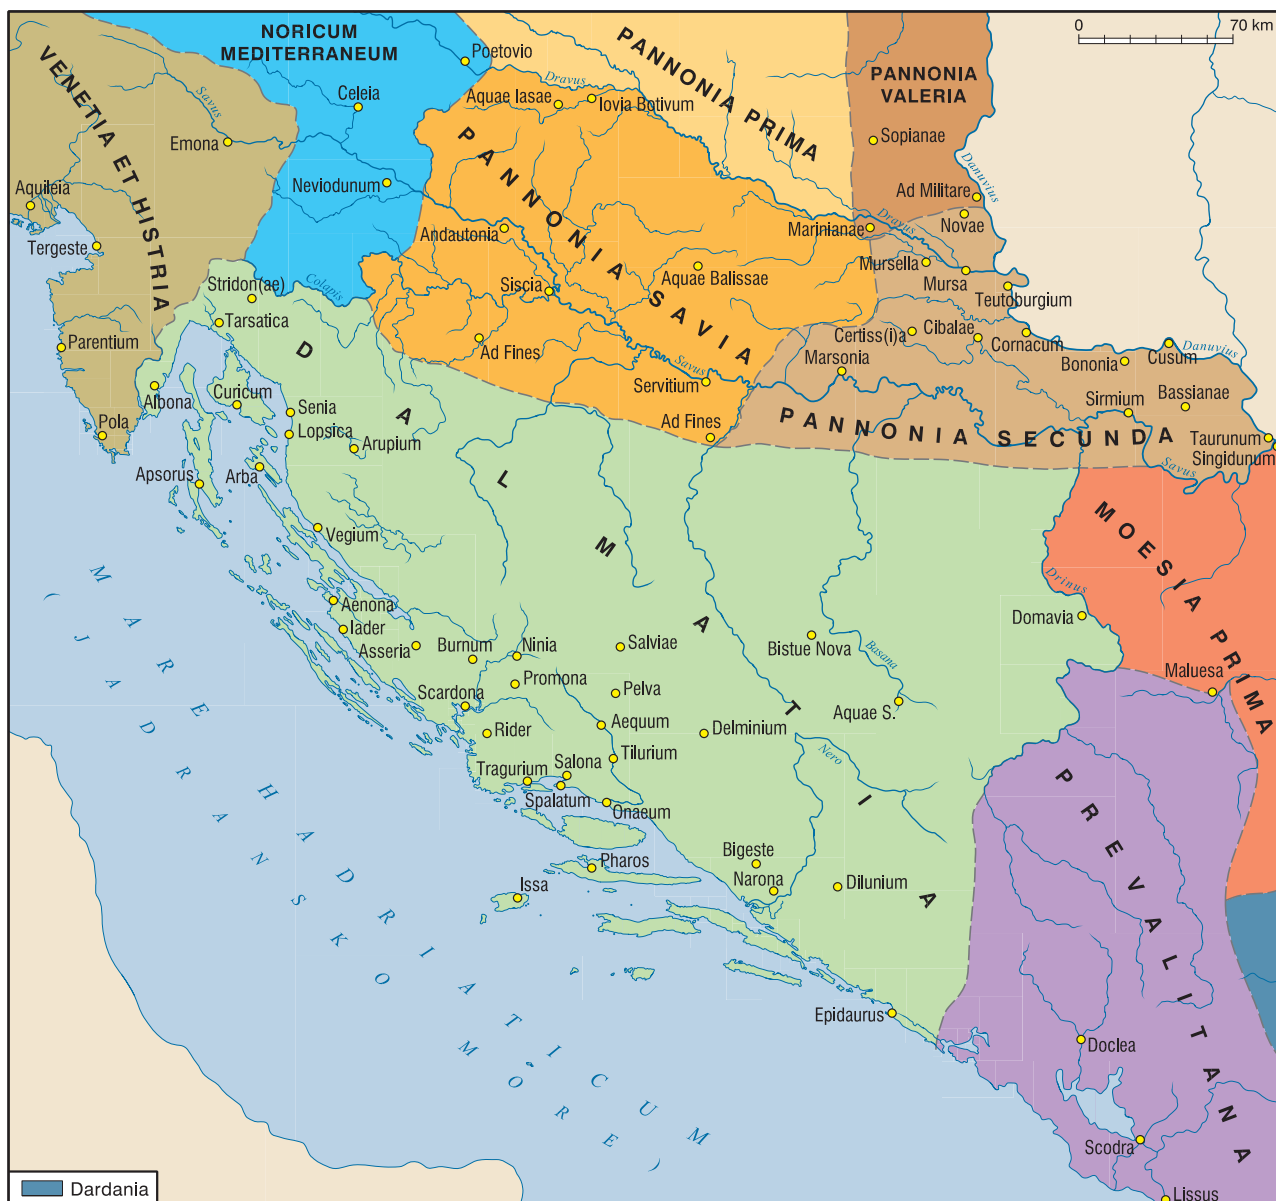 NORICUM
MEDITERRANEUM
VENETIA ET HISTRIA
PANNONIA PRIMA
PANNONIA
VALERIA
0 70 km
Poetovio
Dravus
Savus
Celeia
Aquae Iasae
Iovia Botivum
Emona
Sopianae
Danuvius
Neviodunum
Ad Militare
Aquileia
PANNONIA SAVIA
Andautonia
Marinianae
Dravus
Novae
Tergeste
Mursella
Mursa
Aquae Balissae
Teutoburgium
Stridon(ae)
Colapis
Siscia
Tarsatica
Certiss(i)a
Cibalae
Cornacum
Danuvius
Parentium
Ad Fines
Savus
Marsonia
Bononia
Cusum
Servitium
Albona
Curicum
Senia
Sirmium
Bassianae
Pola
Lopsica
Arupium
Ad Fines
PANNONIA SECUNDA
Taurunum
Singidunum
Savus
Apsorus
Arba
DALMATIA
Vegium
MOESIA PRIMA
Drinus
MARE HADRIATICUM
(JADRANSKO MORE)
Aenona
Iader
Domavia
Asseria
Burnum
Ninia
Salviae
Bistue Nova
Basana
Promona
Maluesa
Scardona
Pelva
Aquae S.
Rider
Aequum
Delminium
Tilurium
Nero
Tragurium
Salona
Spalatum
Onaeum
PREVALITANA
Pharos
Bigeste
Issa
Narona
Dilunium
Epidaurus
Doclea
Scodra
Dardania
Lissus